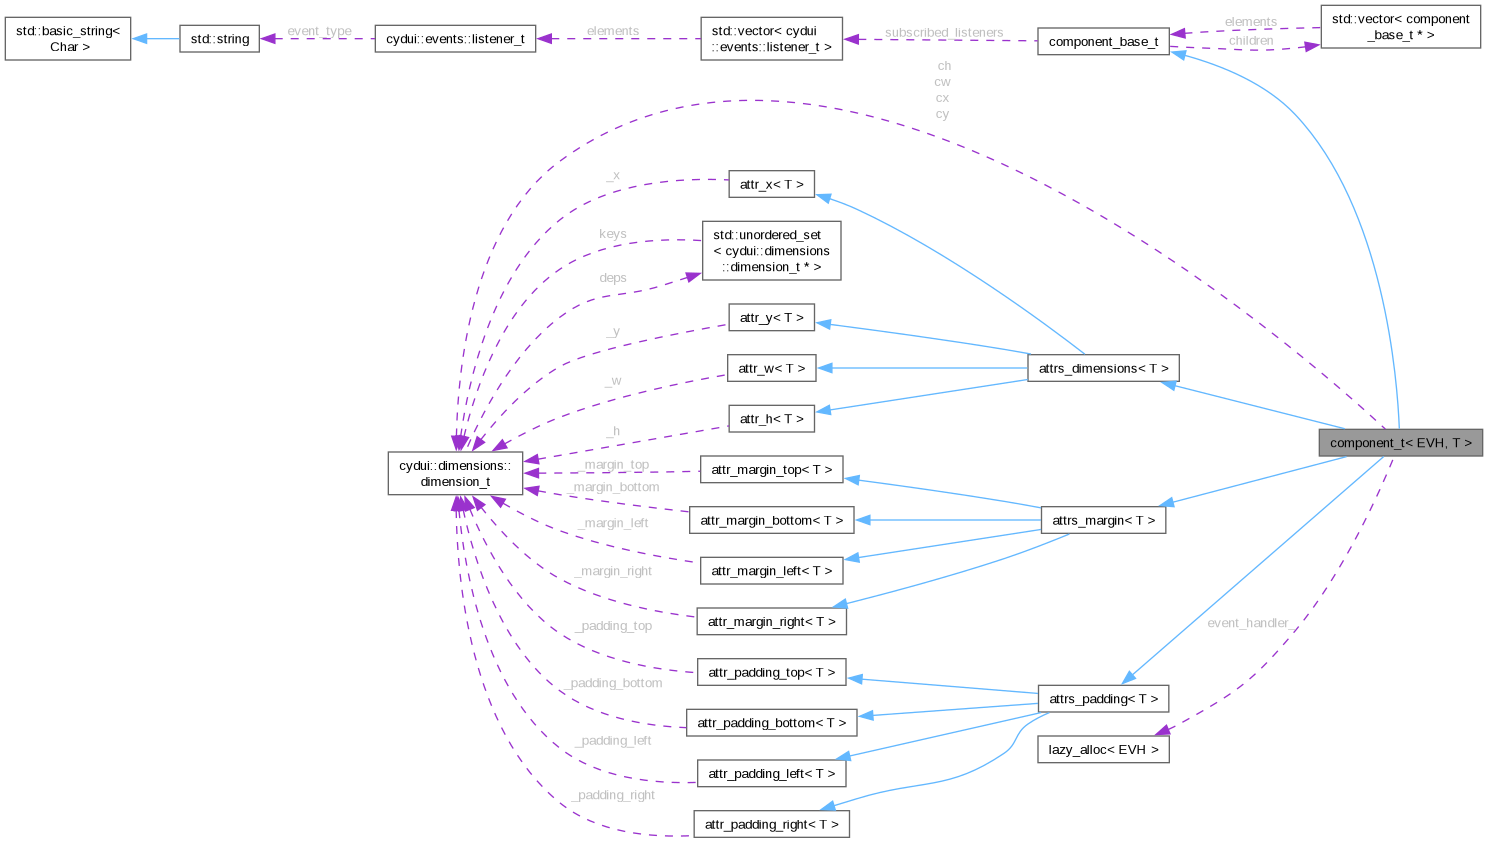 std::basic_string<
Char >
std::string
event_type
cydui::events::listener_t
elements
std::vector< cydui
::events::listener_t >
subscribed_listeners
component_base_t
elements
children
std::vector< component
_base_t * >
ch
cw
cx
cy
_x
attr_x< T >
keys
std::unordered_set
< cydui::dimensions
::dimension_t * >
deps
_y
attr_y< T >
_w
attr_w< T >
attrs_dimensions< T >
_h
attr_h< T >
component_t< EVH, T >
cydui::dimensions::
dimension_t
_margin_top
attr_margin_top< T >
_margin_bottom
attr_margin_bottom< T >
attrs_margin< T >
_margin_left
attr_margin_left< T >
_margin_right
attr_margin_right< T >
event_handler_
_padding_top
attr_padding_top< T >
_padding_bottom
attrs_padding< T >
attr_padding_bottom< T >
_padding_left
lazy_alloc< EVH >
attr_padding_left< T >
_padding_right
attr_padding_right< T >